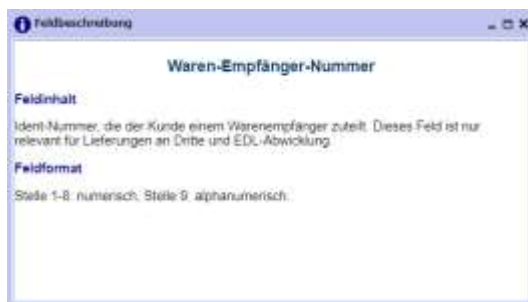 Feldbeschreibung
Waren-Empfänger-Nummer
Feldinhalt
Ident-Nummer, die der Kunde einem Warenempfänger zuteilt. Dieses Feld ist nur
relevant für Lieferungen an Dritte und EDL-Abwicklung.
Feldformat
Stelle 1-8: numerisch, Stelle 9: alphanumerisch.